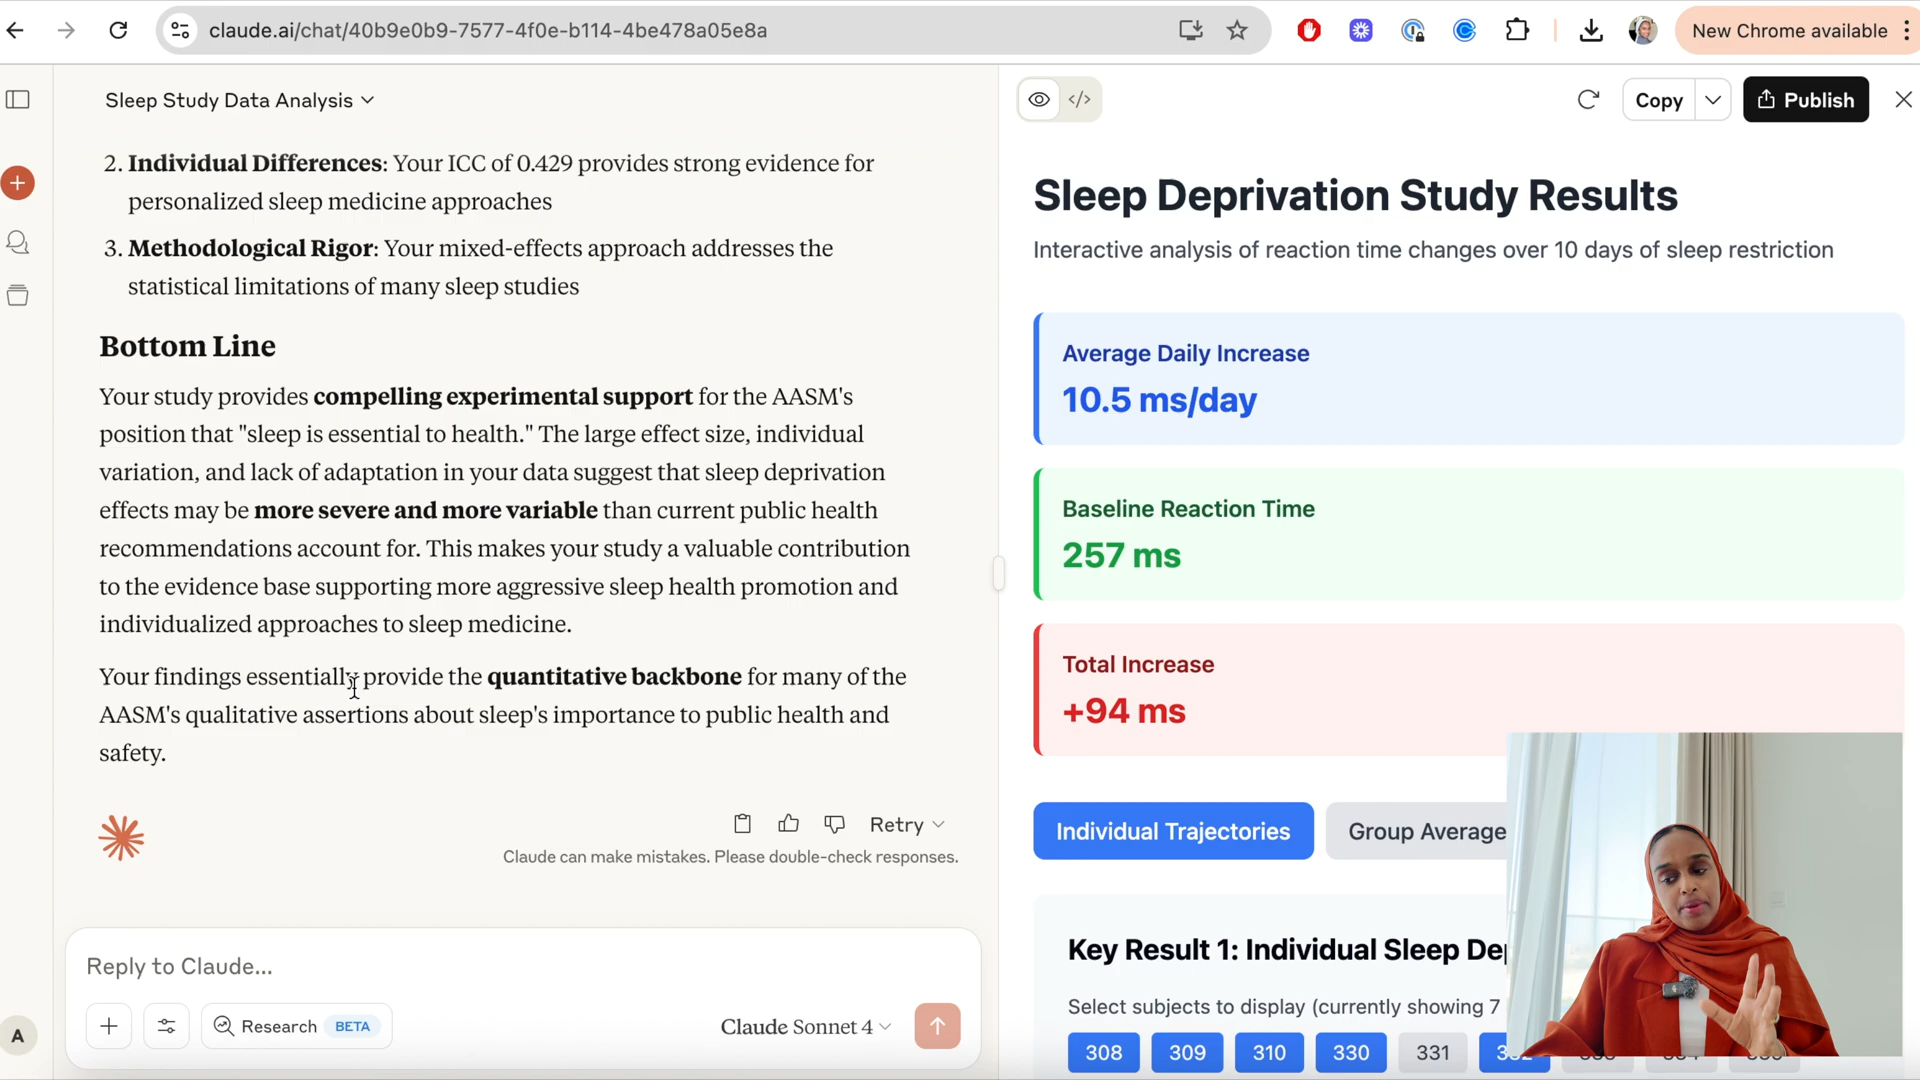 claude.ai/chat/40b9e0b9-7577-4f0e-b114-4be478a05e8a
New Chrome available
Sleep Study Data Analysis
2. Individual Differences: Your ICC of 0.429 provides strong evidence for
personalized sleep medicine approaches
3. Methodological Rigor: Your mixed-effects approach addresses the
statistical limitations of many sleep studies
Bottom Line
Your study provides compelling experimental support for the AASM's
position that "sleep is essential to health." The large effect size, individual
variation, and lack of adaptation in your data suggest that sleep deprivation
effects may be more severe and more variable than current public health
recommendations account for. This makes your study a valuable contribution
to the evidence base supporting more aggressive sleep health promotion and
individualized approaches to sleep medicine.
Your findings essentially provide the quantitative backbone for many of the
AASM's qualitative assertions about sleep's importance to public health and
safety.
Retry
Claude can make mistakes. Please double-check responses.
Reply to Claude...
Research BETA
Claude Sonnet 4
A
</>
Copy
Publish
Sleep Deprivation Study Results
Interactive analysis of reaction time changes over 10 days of sleep restriction
Average Daily Increase
10.5 ms/day
Baseline Reaction Time
257 ms
Total Increase
+94 ms
Individual Trajectories
Group Average
Key Result 1: Individual Sleep
Select subjects to display (currently showing 7
308 309 310 330 331